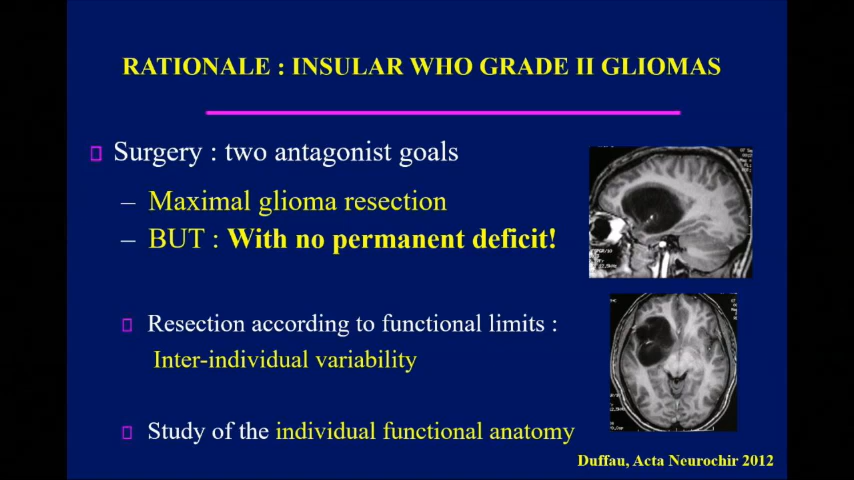 RATIONALE : INSULAR WHO GRADE II GLIOMAS
Surgery : two antagonist goals
– Maximal glioma resection
– BUT : With no permanent deficit!
Resection according to functional limits :
Inter-individual variability
Study of the individual functional anatomy
Duffau, Acta Neurochir 2012